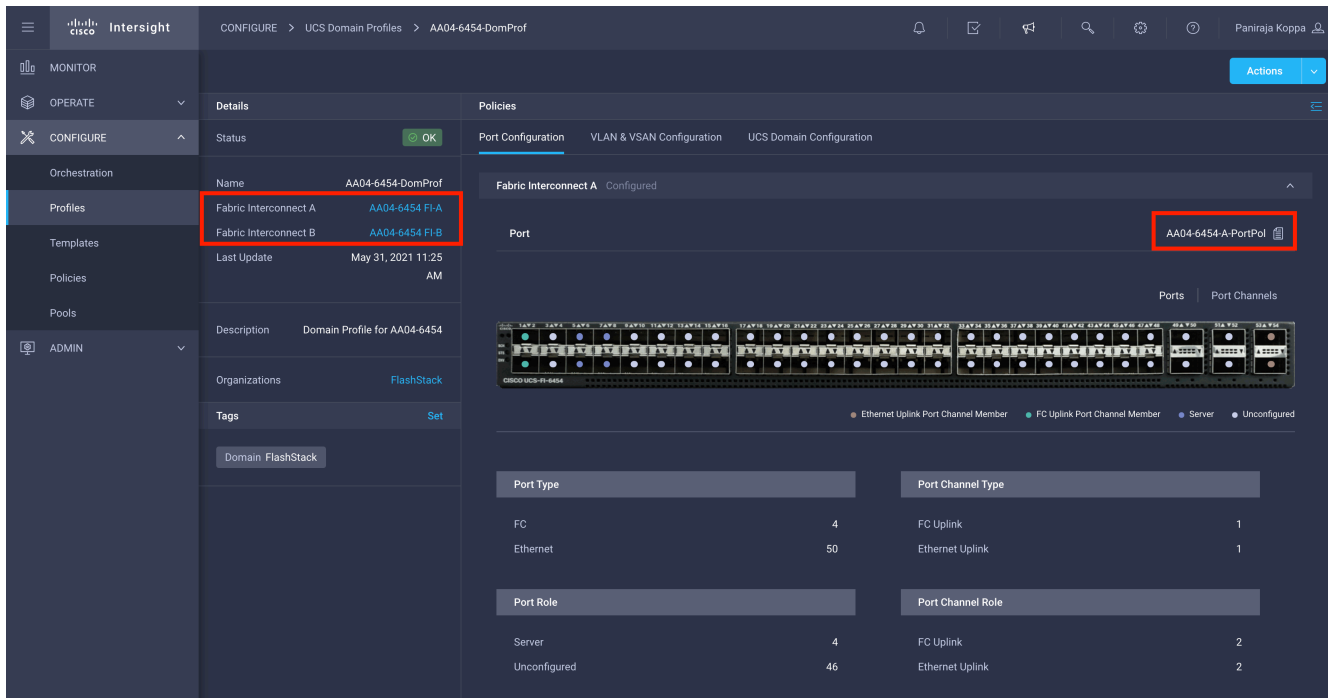 cisco Intersight
CONFIGURE > UCS Domain Profiles > AA04-6454-DomProf
Paniraja Koppa
MONITOR
OPERATE
CONFIGURE
Orchestration
Profiles
Templates
Policies
Pools
ADMIN
Actions
Details
Status OK
Name AA04-6454-DomProf
Fabric Interconnect A AA04-6454 FI-A
Fabric Interconnect B AA04-6454 FI-B
Last Update May 31, 2021 11:25
AM
Description Domain Profile for AA04-6454
Organizations FlashStack
Tags Set
Domain FlashStack
Policies
Port Configuration VLAN & VSAN Configuration UCS Domain Configuration
Fabric Interconnect A Configured
Port AA04-6454-A-PortPol
Ports Port Channels
CISCO UCS-FI-6454
Ethernet Uplink Port Channel Member FC Uplink Port Channel Member Server Unconfigured
Port Type
FC 4
Ethernet 50
Port Channel Type
FC Uplink 1
Ethernet Uplink 1
Port Role
Server 4
Unconfigured 46
Port Channel Role
FC Uplink 2
Ethernet Uplink 2